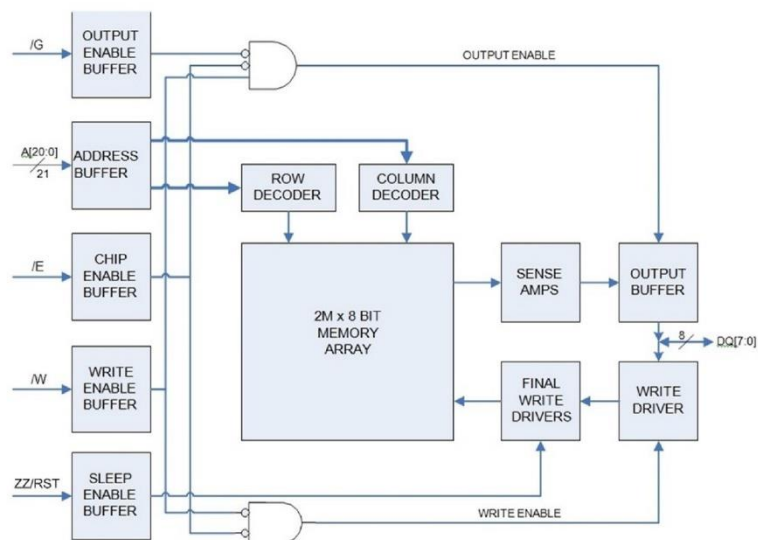 /G
OUTPUT
ENABLE
BUFFER
OUTPUT ENABLE
A[20:0]
21
ADDRESS
BUFFER
ROW
DECODER
COLUMN
DECODER
/E
CHIP
ENABLE
BUFFER
2M x 8 BIT
MEMORY
ARRAY
SENSE
AMPS
OUTPUT
BUFFER
8
DQ[7:0]
/W
WRITE
ENABLE
BUFFER
FINAL
WRITE
DRIVERS
WRITE
DRIVER
ZZ/RST
SLEEP
ENABLE
BUFFER
WRITE ENABLE